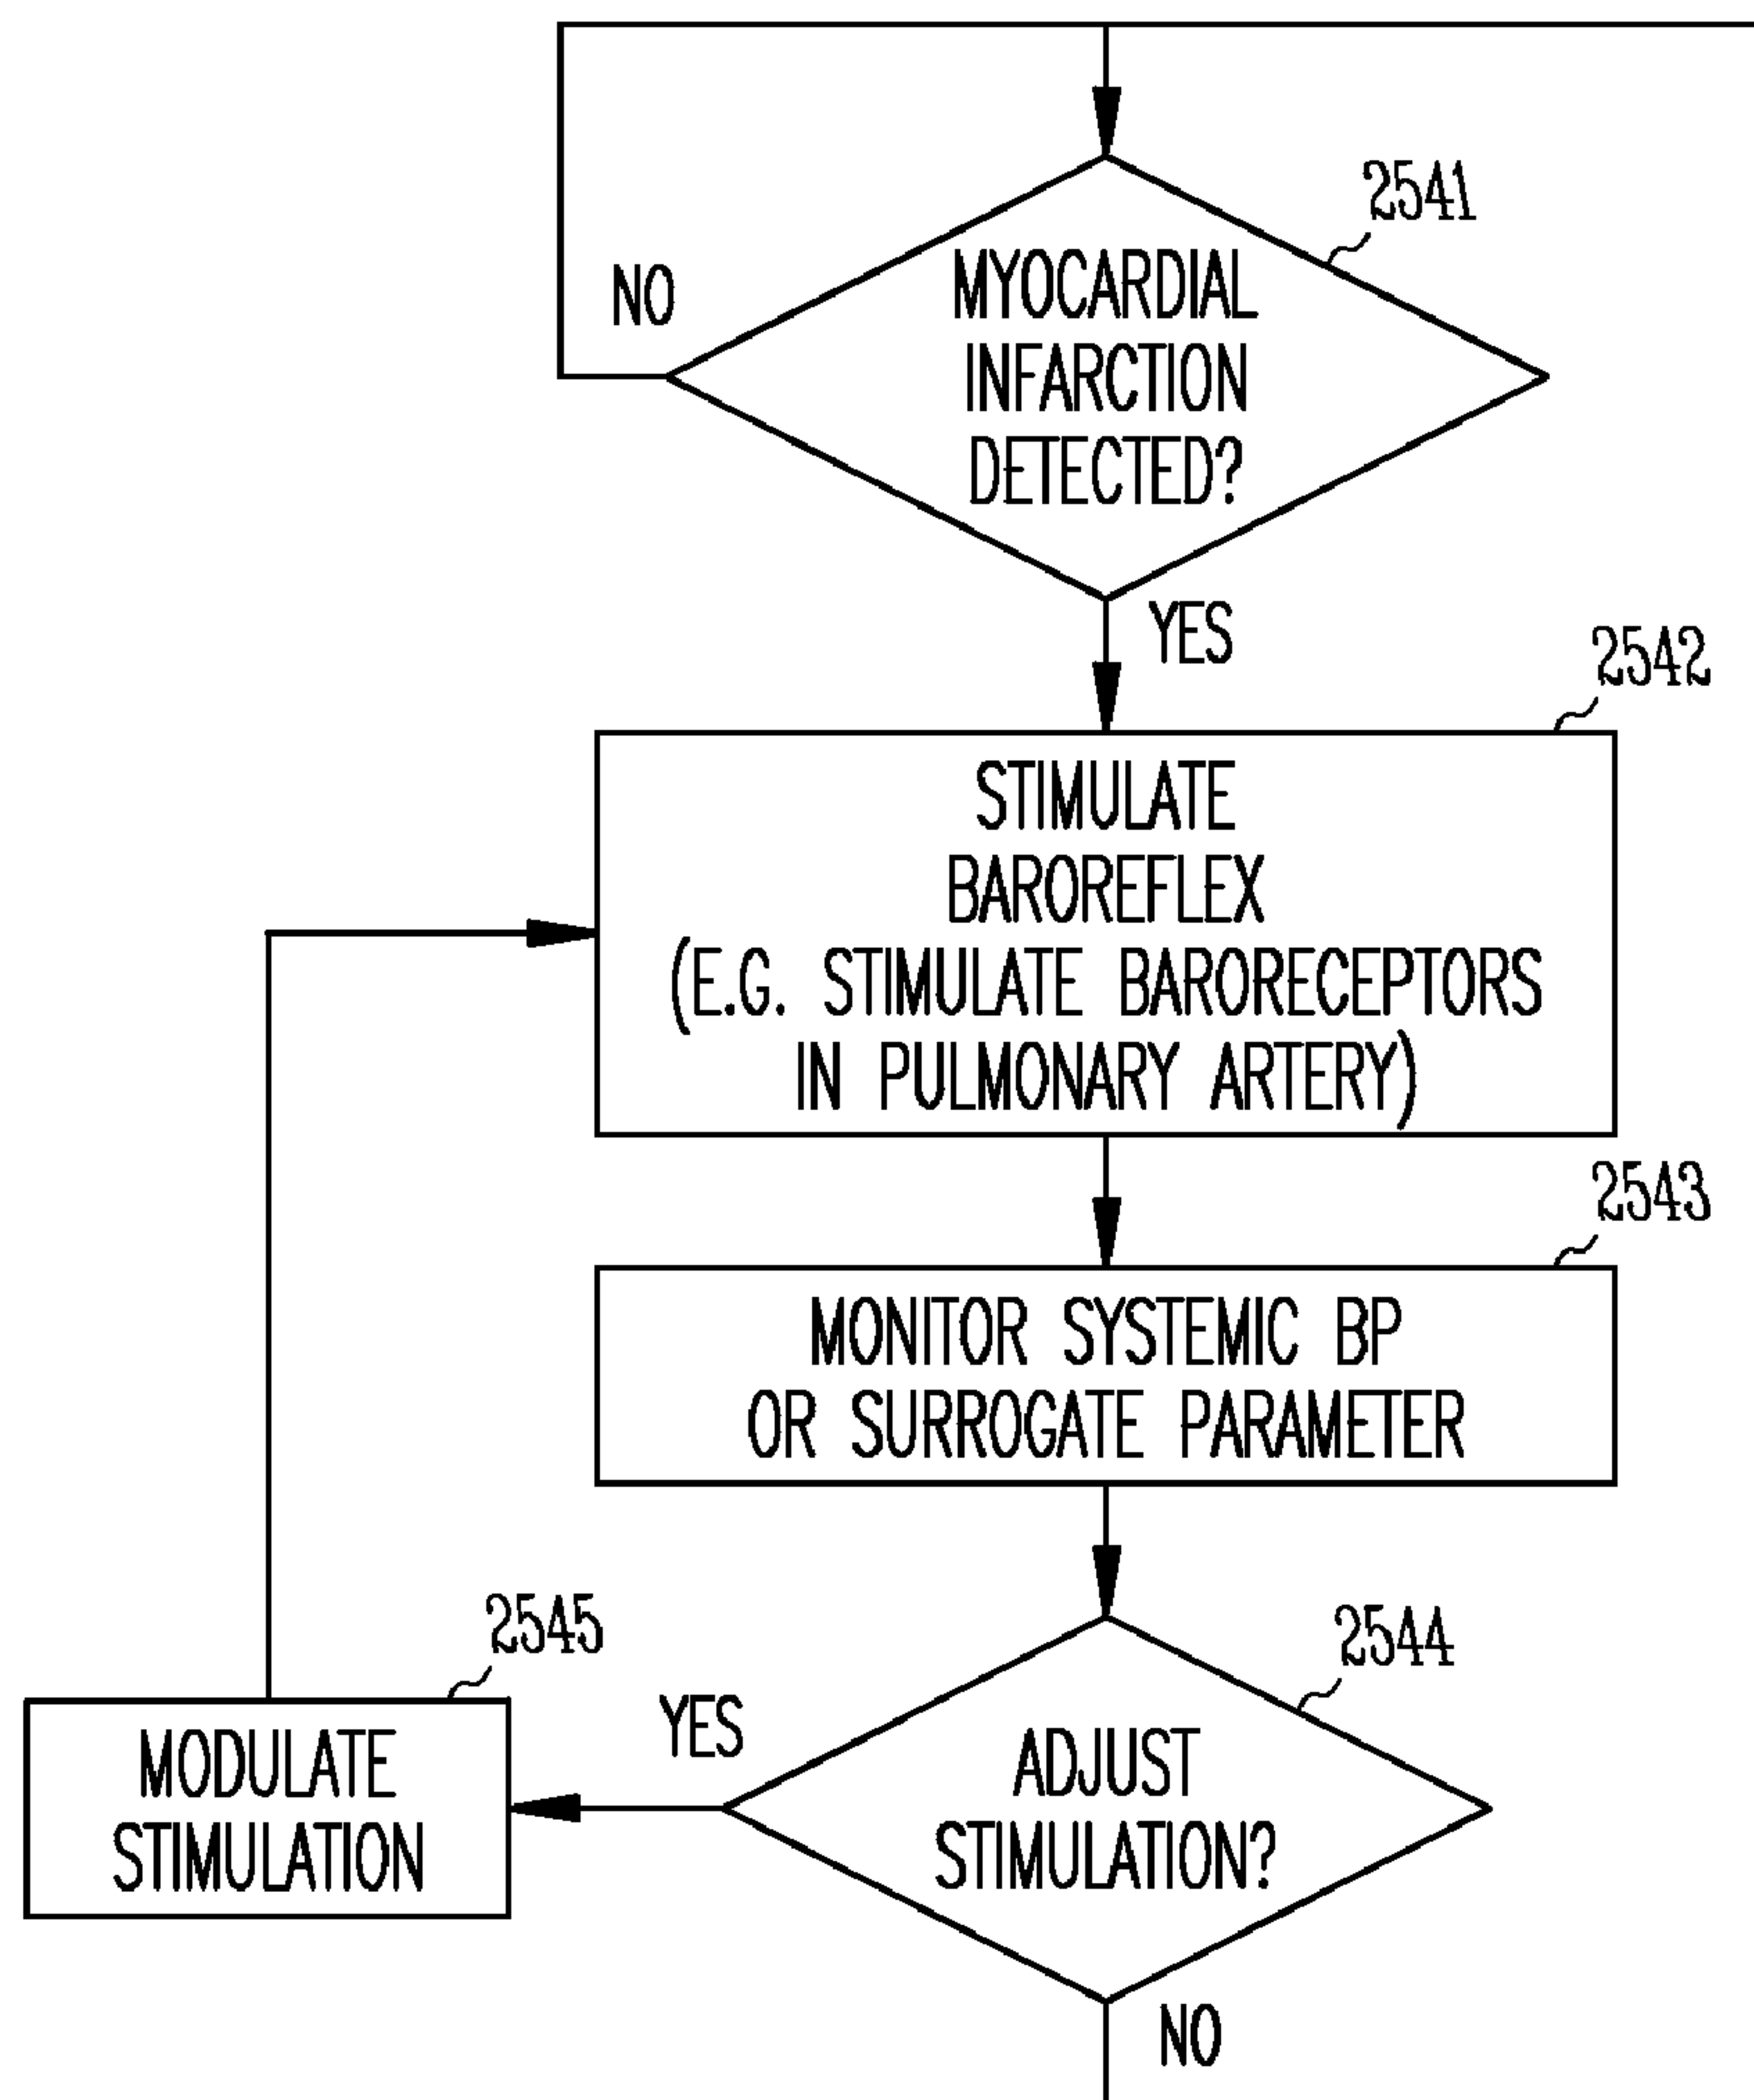 2541
MYOCARDIAL
NO
INFARCTION
DETECTED?
YES
2542
STIMULATE
BAROREFLEX
(E.G. STIMULATE BARORECEPTORS
IN PULMONARY ARTERY)
2543
MONITOR SYSTEMIC BP
OR SURROGATE PARAMETER
2545
2544
YES
MODULATE
STIMULATION
ADJUST
STIMULATION?
NO